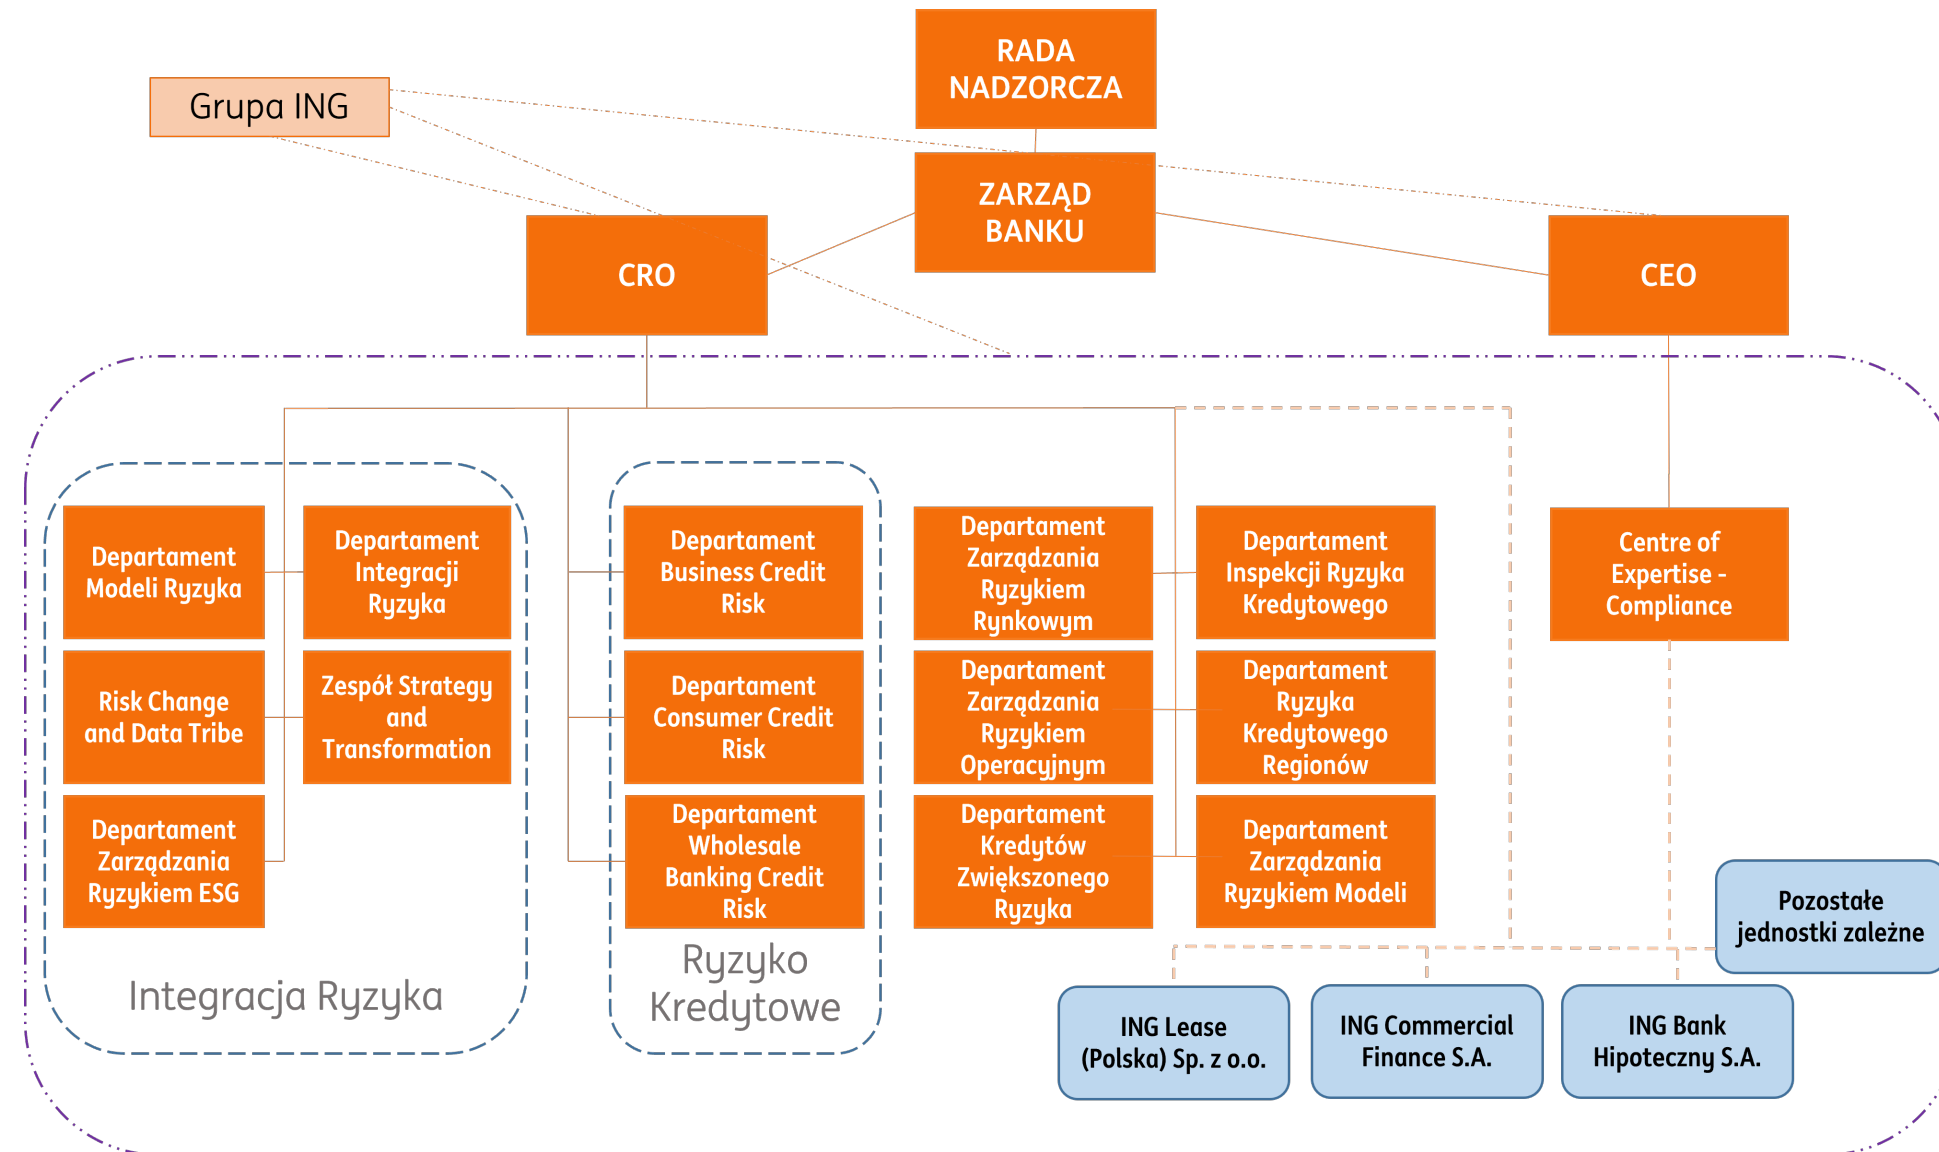 RADA
NADZORCZA
Grupa ING
ZARZĄD
BANKU
CRO
CEO
Departament
Modeli Ryzyka
Departament
Integracji
Ryzyka
Risk Change
and Data Tribe
Zespół Strategy
and
Transformation
Departament
Zarządzania
Ryzykiem ESG
Integracja Ryzyka
Departament
Business Credit
Risk
Departament
Consumer Credit
Risk
Departament
Wholesale
Banking Credit
Risk
Ryzyko
Kredytowe
Departament
Zarządzania
Ryzykiem
Rynkowym
Departament
Inspekcji Ryzyka
Kredytowego
Departament
Zarządzania
Ryzykiem
Operacyjnym
Departament
Ryzyka
Kredytowego
Regionów
Departament
Kredytów
Zwiększonego
Ryzyka
Departament
Zarządzania
Ryzykiem Modeli
Centre of
Expertise -
Compliance
Pozostałe
jednostki zależne
ING Lease
(Polska) Sp. z o.o.
ING Commercial
Finance S.A.
ING Bank
Hipoteczny S.A.